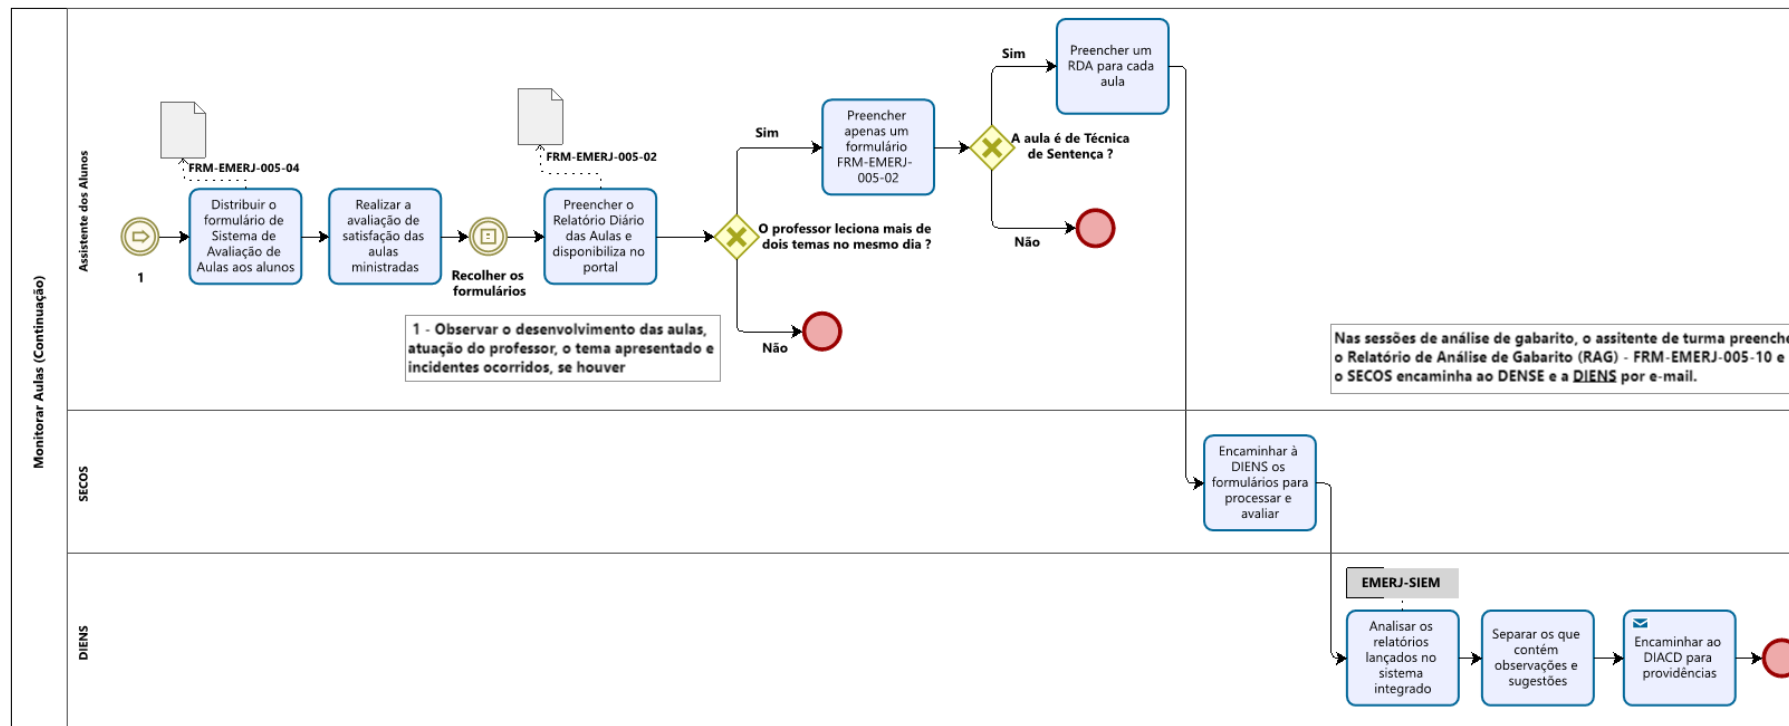 Monitorar Aulas (Continuação)
Assistente dos Alunos
FRM-EMERJ-005-04
1
Distribuir o
formulário de
Sistema de
Avaliação de
Aulas aos alunos
Realizar a
avaliação de
satisfação das
aulas
ministradas
Recolher os
formulários
FRM-EMERJ-005-02
Preencher o
Relatório Diário
das Aulas e
disponibiliza no
portal
1 - Observar o desenvolvimento das aulas,
atuação do professor, o tema apresentado e
incidentes ocorridos, se houver
O professor leciona mais de
dois temas no mesmo dia ?
Sim
Não
Preencher
apenas um
formulário
FRM-EMERJ-
005-02
A aula é de Técnica
de Sentença ?
Sim
Não
Preencher um
RDA para cada
aula
Nas sessões de análise de gabarito, o assitente de turma preenche
o Relatório de Análise de Gabarito (RAG) - FRM-EMERJ-005-10 e
o SECOS encaminha ao DENSE e a DIENS por e-mail.
SECOS
Encaminhar à
DIENS os
formulários para
processar e
avaliar
DIENS
EMERJ-SIEM
Analisar os
relatórios
lançados no
sistema
integrado
Separar os que
contém
observações e
sugestões
Encaminhar ao
DIACD para
providências